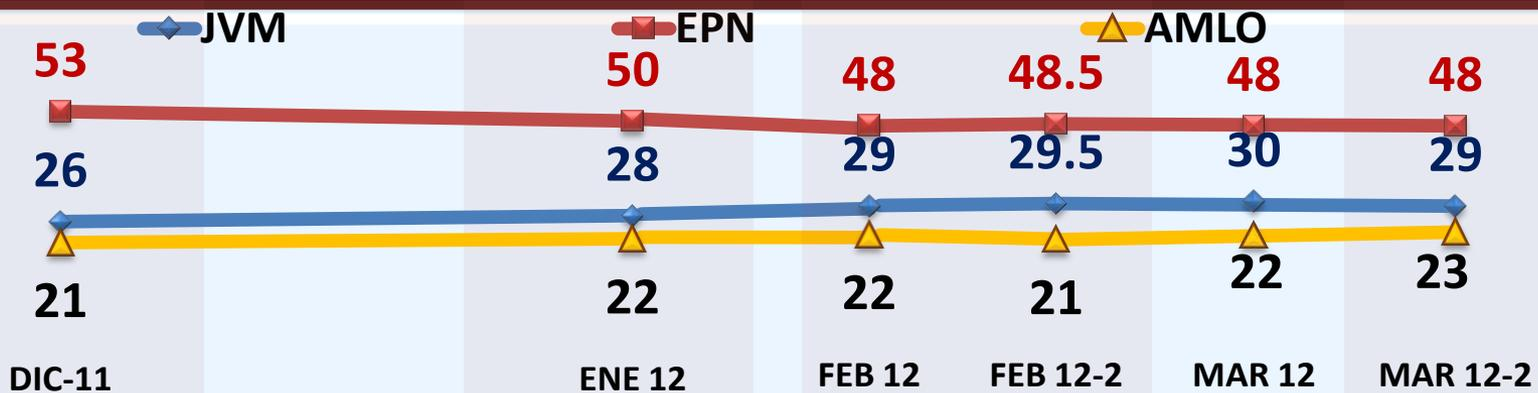 JVM EPN AMLO
53 50 48 48.5 48 48
26 28 29 29.5 30 29
21 22 22 21 22 23
DIC-11 ENE 12 FEB 12 FEB 12-2 MAR 12 MAR 12-2